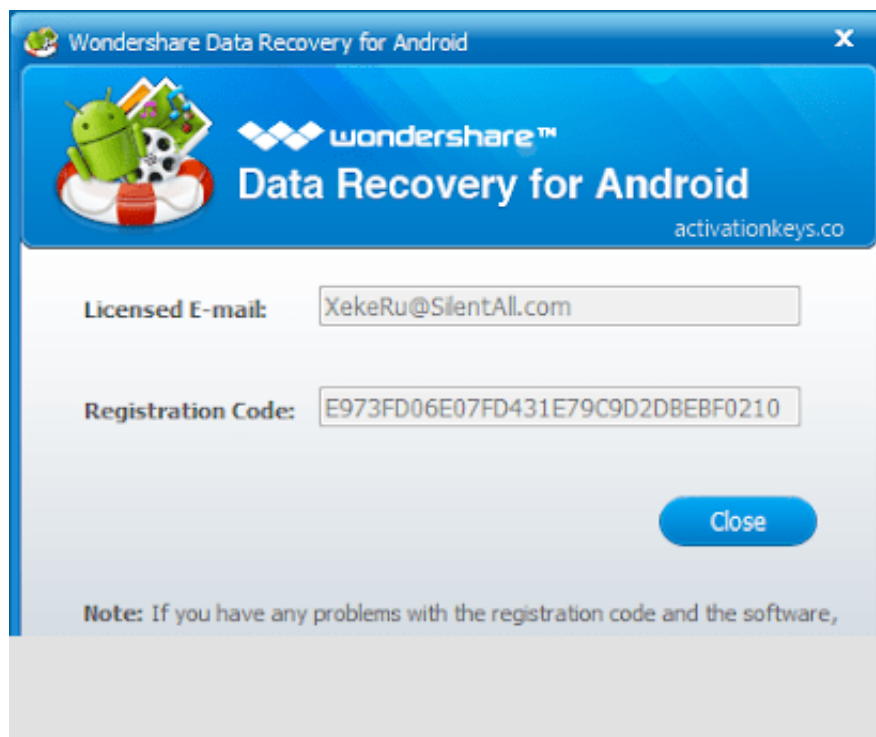 Wondershare Data Recovery for Android
wondershare™
Data Recovery for Android
activationkeys.co
Licensed E-mail: XekeRu@SilentAll.com
Registration Code: E973FD06E07FD431E79C9D2DBEBF0210
Close
Note: If you have any problems with the registration code and the software,